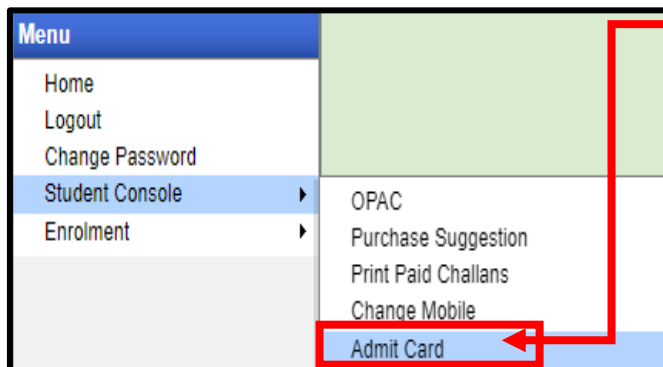 Menu
Home
Logout
Change Password
Student Console
Enrolment
OPAC
Purchase Suggestion
Print Paid Challans
Change Mobile
Admit Card